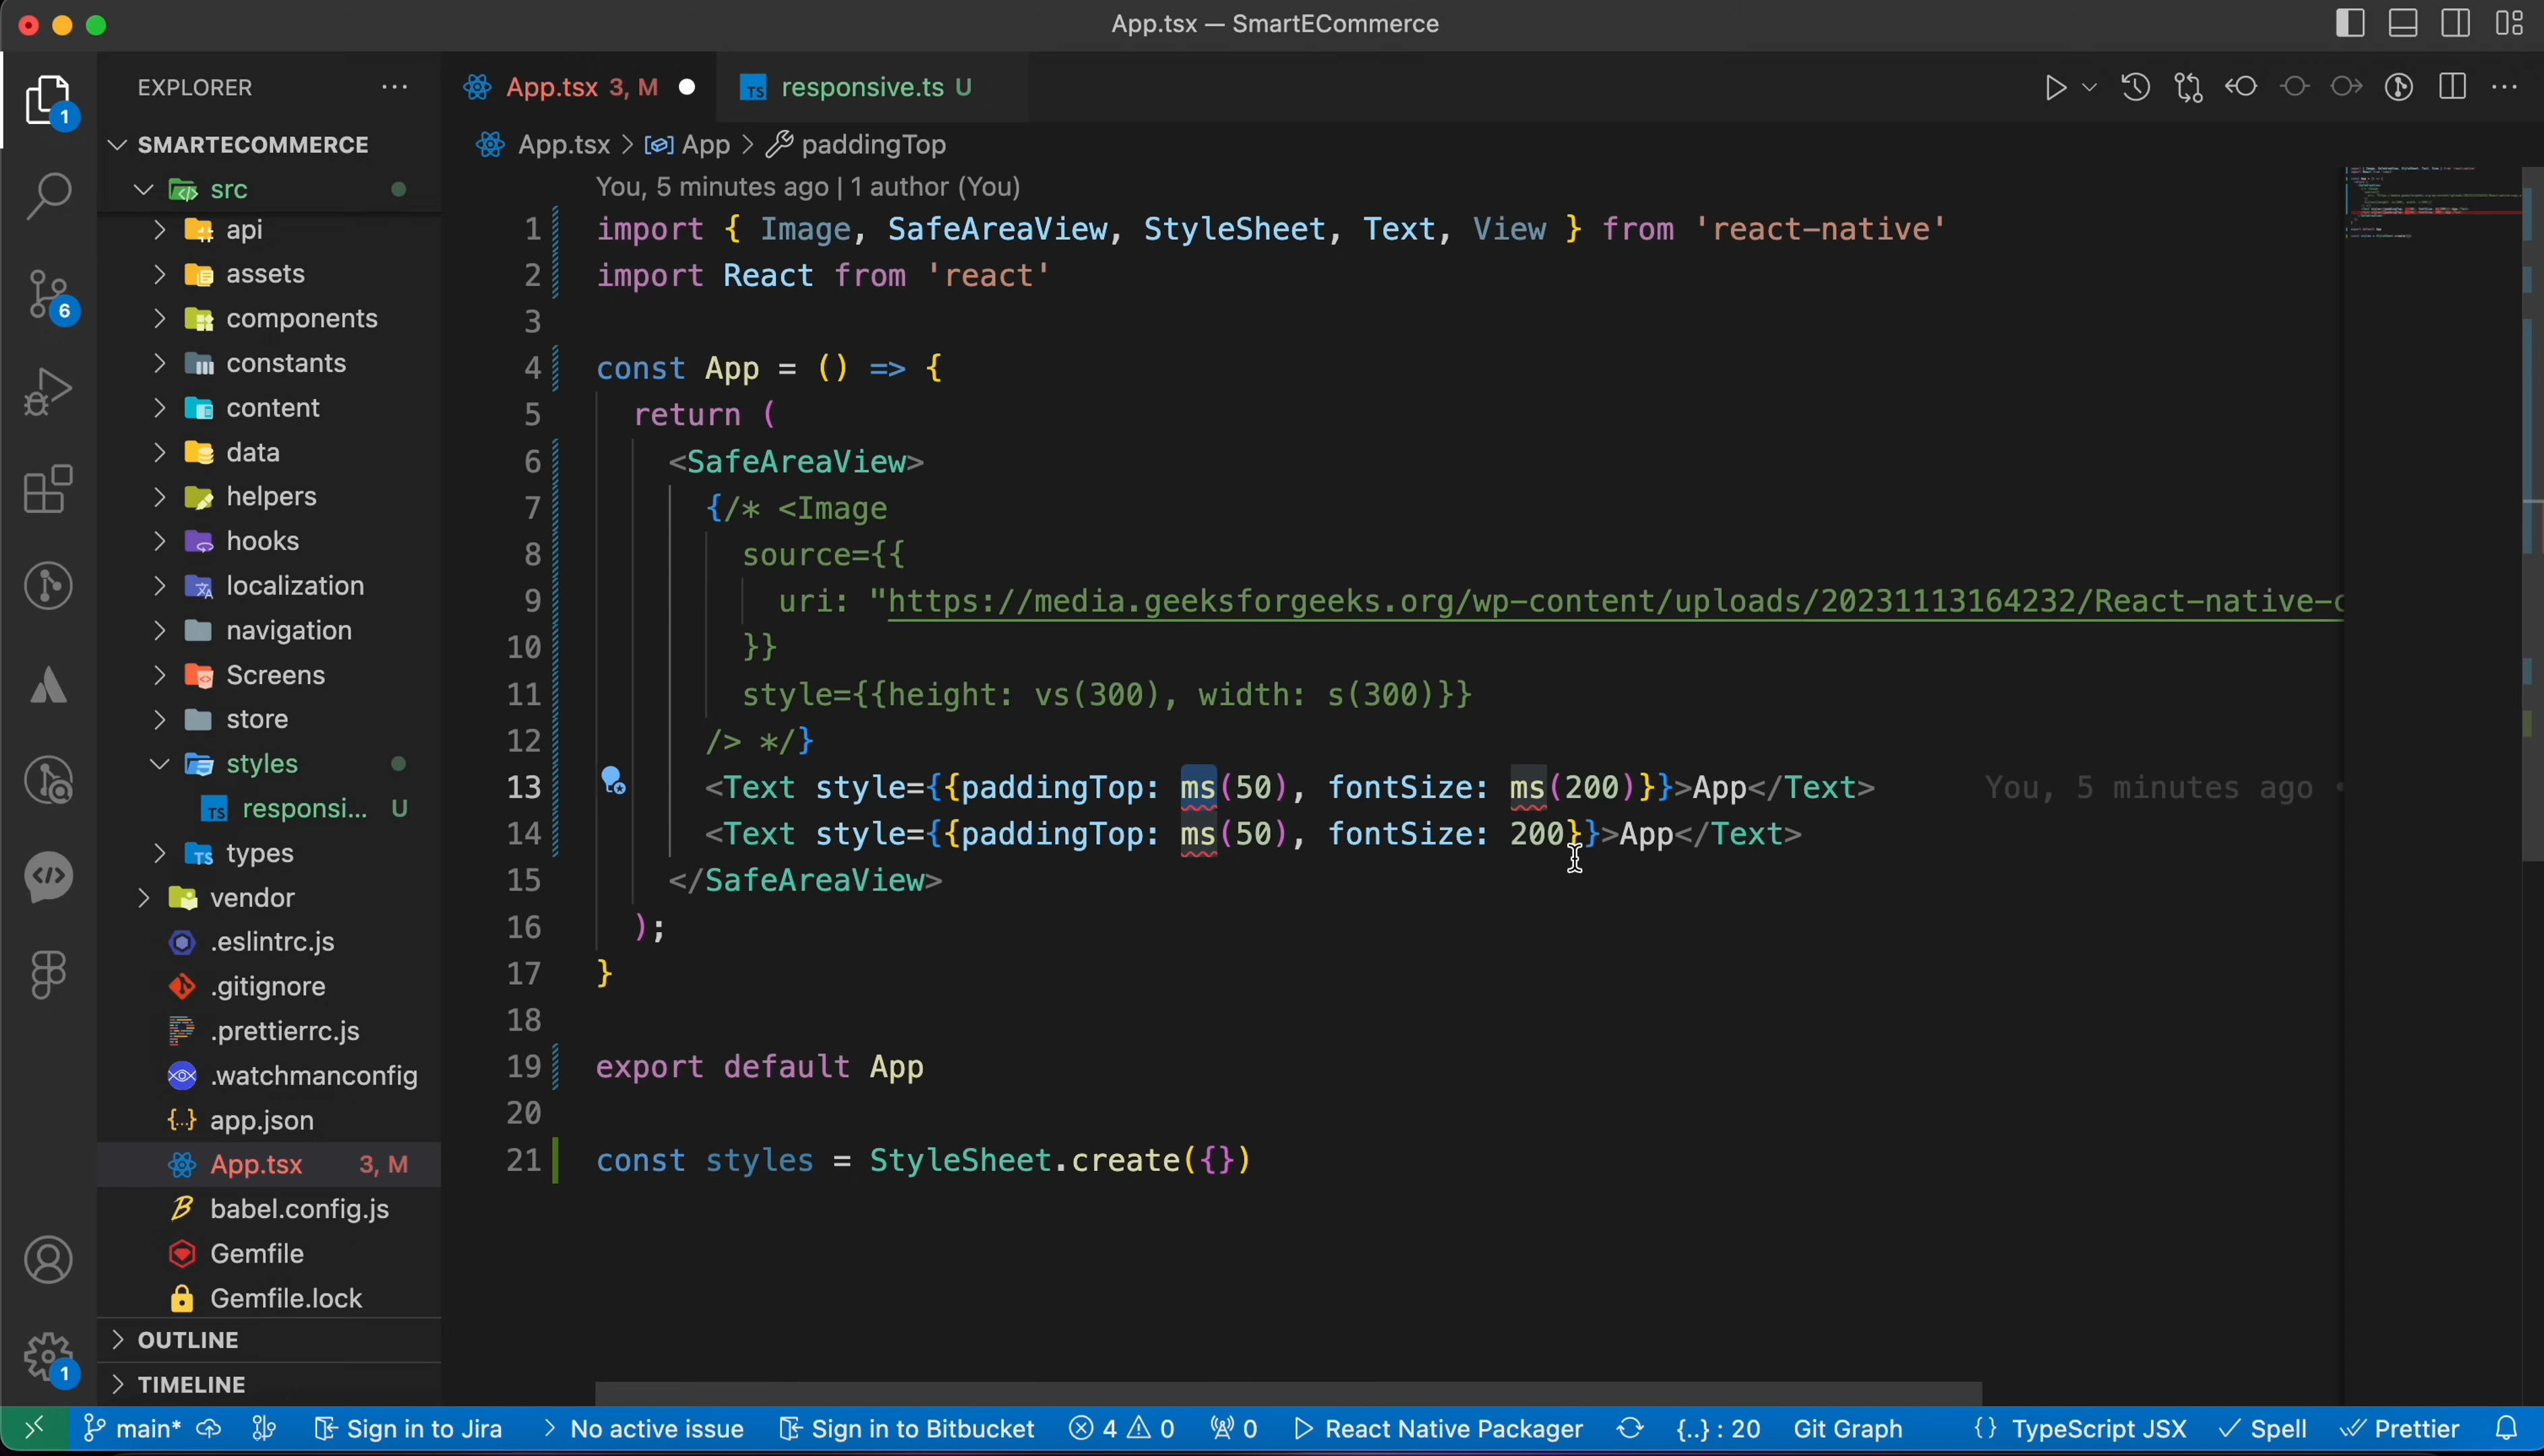 App.tsx — SmartECommerce
EXPLORER
SMARTECOMMERCE
src
api
assets
components
constants
content
data
helpers
hooks
localization
navigation
Screens
store
styles
responsi... U
types
vendor
.eslintrc.js
.gitignore
.prettierrc.js
.watchmanconfig
app.json
App.tsx 3, M
babel.config.js
Gemfile
Gemfile.lock
OUTLINE
TIMELINE
1
6
1
App.tsx 3, M
responsive.ts U
App.tsx > App > paddingTop
You, 5 minutes ago | 1 author (You)
1 import { Image, SafeAreaView, StyleSheet, Text, View } from 'react-native'
2 import React from 'react'
3
4 const App = () => {
5 return (
6 <SafeAreaView>
7 {/* <Image
8 source={{
9 uri: "https://media.geeksforgeeks.org/wp-content/uploads/20231113164232/React-native-c
10 }}
11 style={{height: vs(300), width: s(300)}}
12 /> */}
13 <Text style={{paddingTop: ms(50), fontSize: ms(200)}}>App</Text> You, 5 minutes ago •
14 <Text style={{paddingTop: ms(50), fontSize: 200}}>App</Text>
15 </SafeAreaView>
16 );
17 }
18
19 export default App
20
21 const styles = StyleSheet.create({})
main* Sign in to Jira > No active issue Sign in to Bitbucket 4 0 0 React Native Packager {..} : 20 Git Graph {} TypeScript JSX Spell Prettier